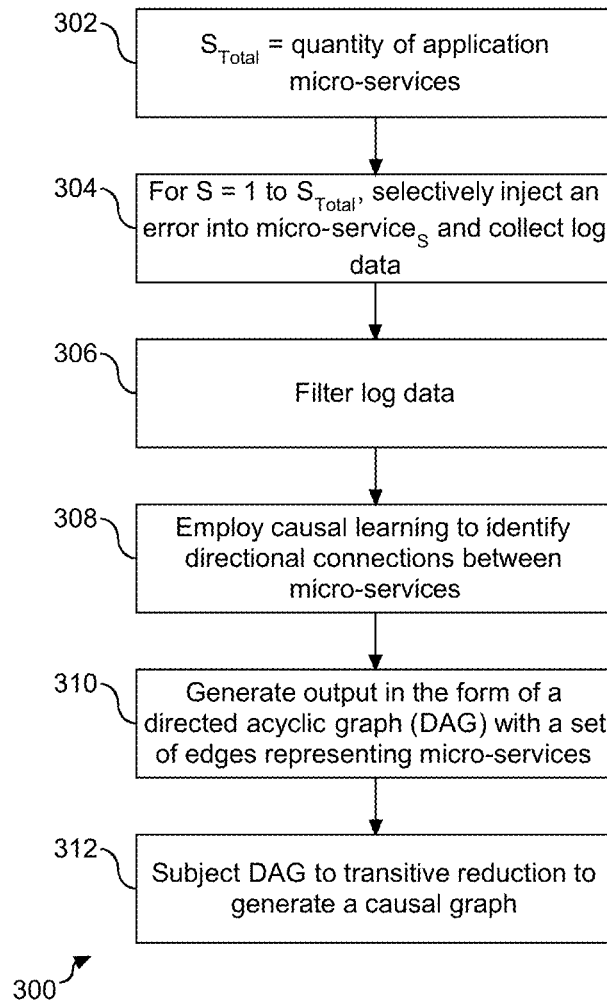 302
S_Total = quantity of application
micro-services
304
For S = 1 to S_Total, selectively inject an
error into micro-service_S and collect log
data
306
Filter log data
308
Employ causal learning to identify
directional connections between
micro-services
310
Generate output in the form of a
directed acyclic graph (DAG) with a set
of edges representing micro-services
312
Subject DAG to transitive reduction to
generate a causal graph
300